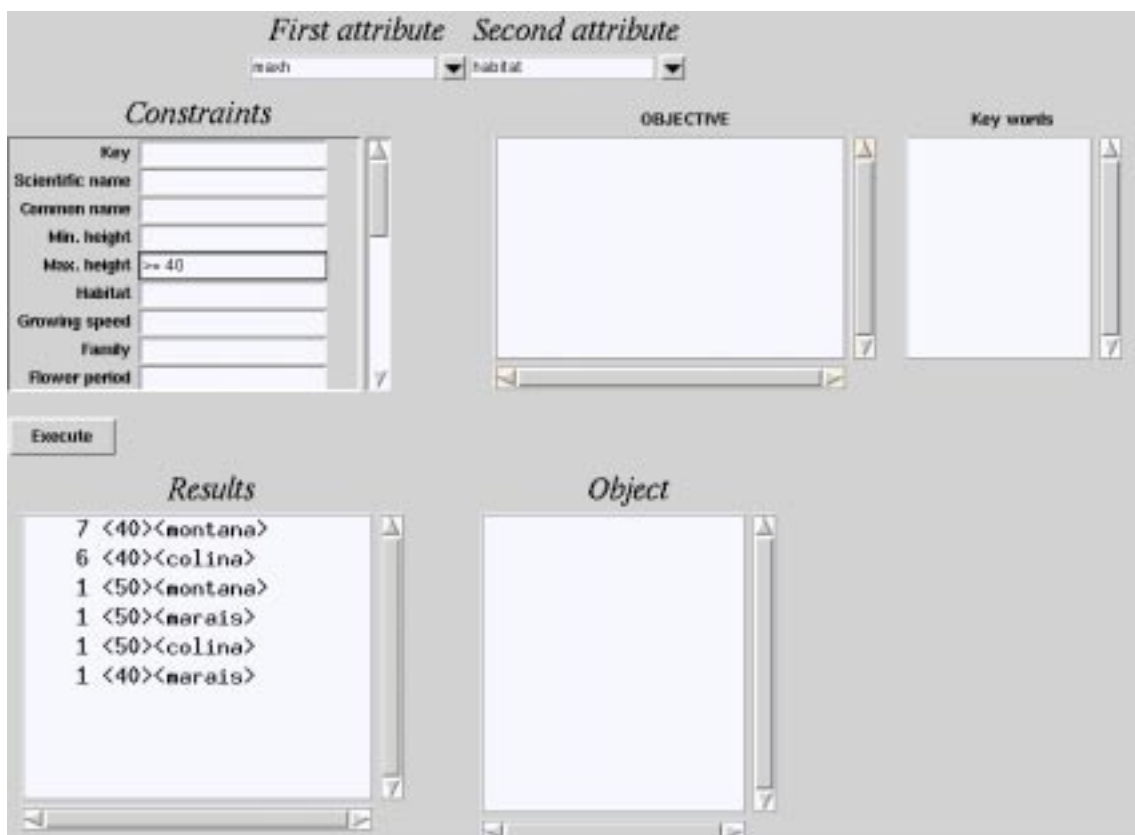 First attribute Second attribute
maxh habitat
Constraints
OBJECTIVE
Key words
Key
Scientific name
Common name
Min. height
Max. height >= 40
Habitat
Growing speed
Family
Flower period
Execute
Results
Object
7 <40><montana>
6 <40><colina>
1 <50><montana>
1 <50><marais>
1 <50><colina>
1 <40><marais>